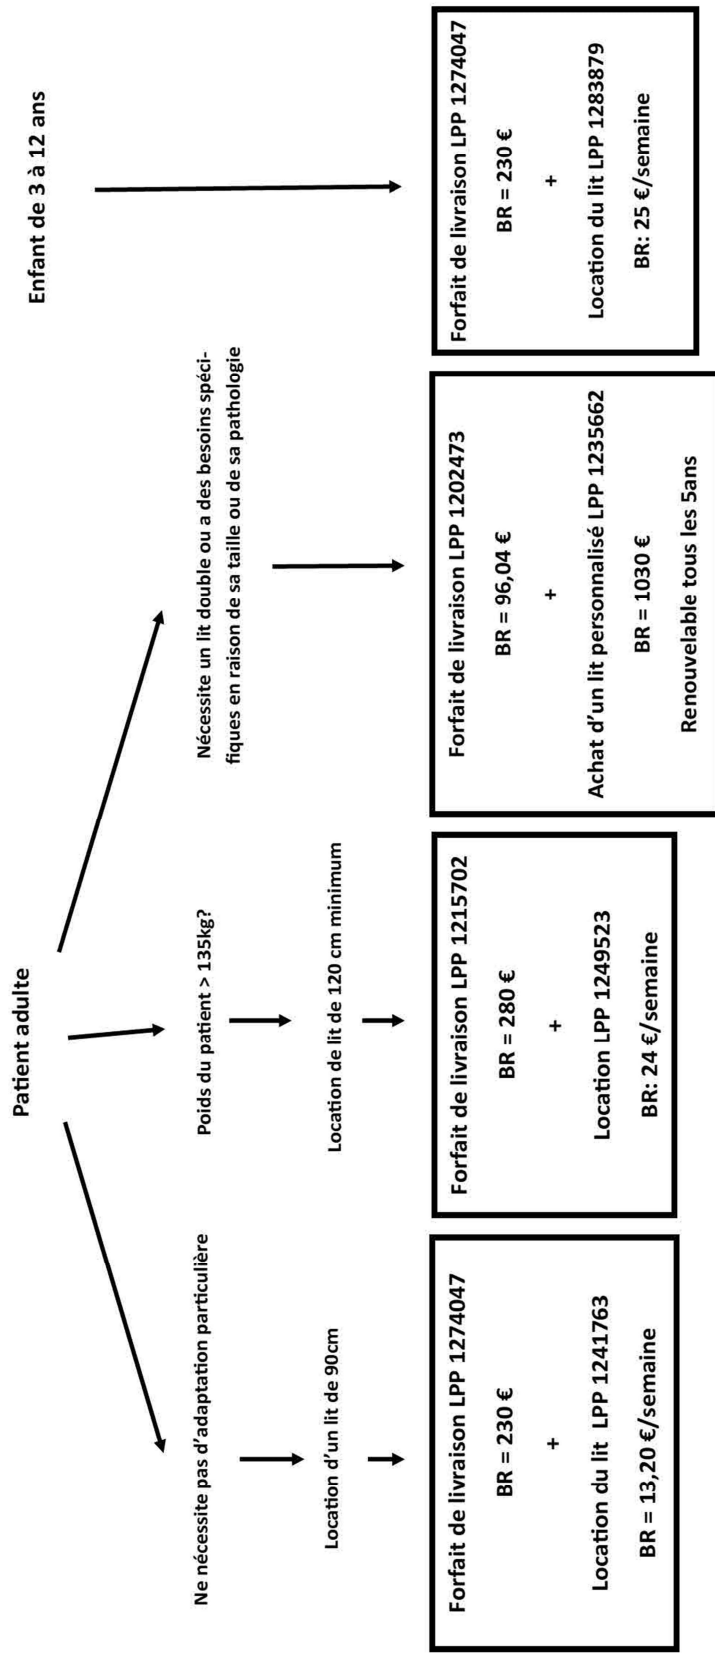 Patient adulte
Enfant de 3 à 12 ans
Ne nécessite pas d'adaptation particulière
Poids du patient > 135kg?
Nécessite un lit double ou a des besoins spéci-
fiques en raison de sa taille ou de sa pathologie
Location d'un lit de 90cm
Location de lit de 120 cm minimum
Forfait de livraison LPP 1274047
BR = 230 €
+
Location du lit LPP 1241763
BR = 13,20 €/semaine
Forfait de livraison LPP 1215702
BR = 280 €
+
Location LPP 1249523
BR: 24 €/semaine
Forfait de livraison LPP 1202473
BR = 96,04 €
+
Achat d'un lit personnalisé LPP 1235662
BR = 1030 €
Renouvelable tous les 5ans
Forfait de livraison LPP 1274047
BR = 230 €
+
Location du lit LPP 1283879
BR: 25 €/semaine